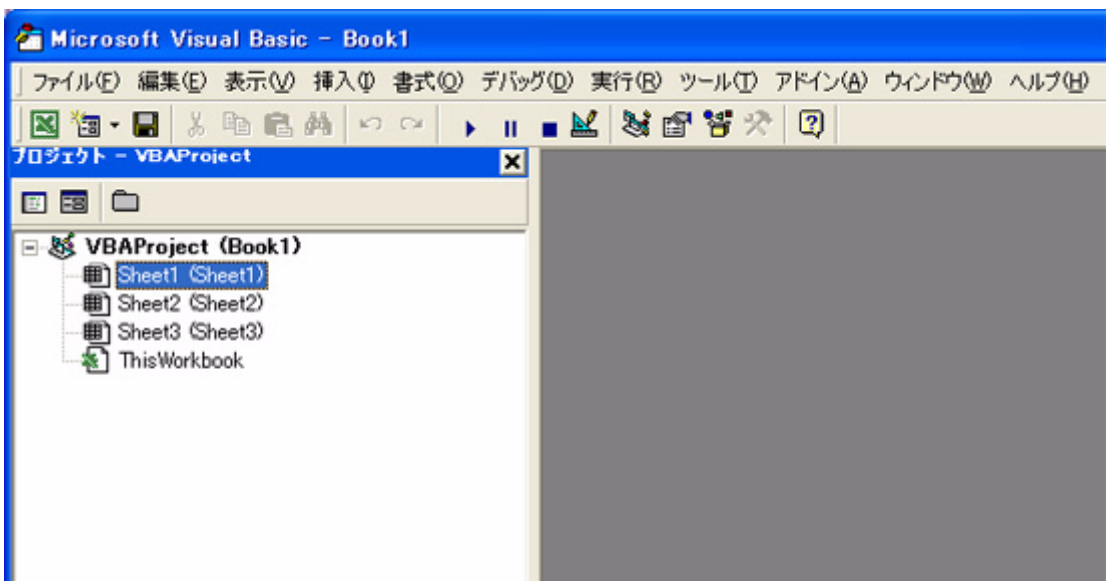 Microsoft Visual Basic - Book1
ファイル(F) 編集(E) 表示(V) 挿入(I) 書式(O) デバッグ(D) 実行(R) ツール(T) アドイン(A) ウィンドウ(W) ヘルプ(H)
プロジェクト - VBAProject
VBAProject (Book1)
Sheet1 (Sheet1)
Sheet2 (Sheet2)
Sheet3 (Sheet3)
ThisWorkbook